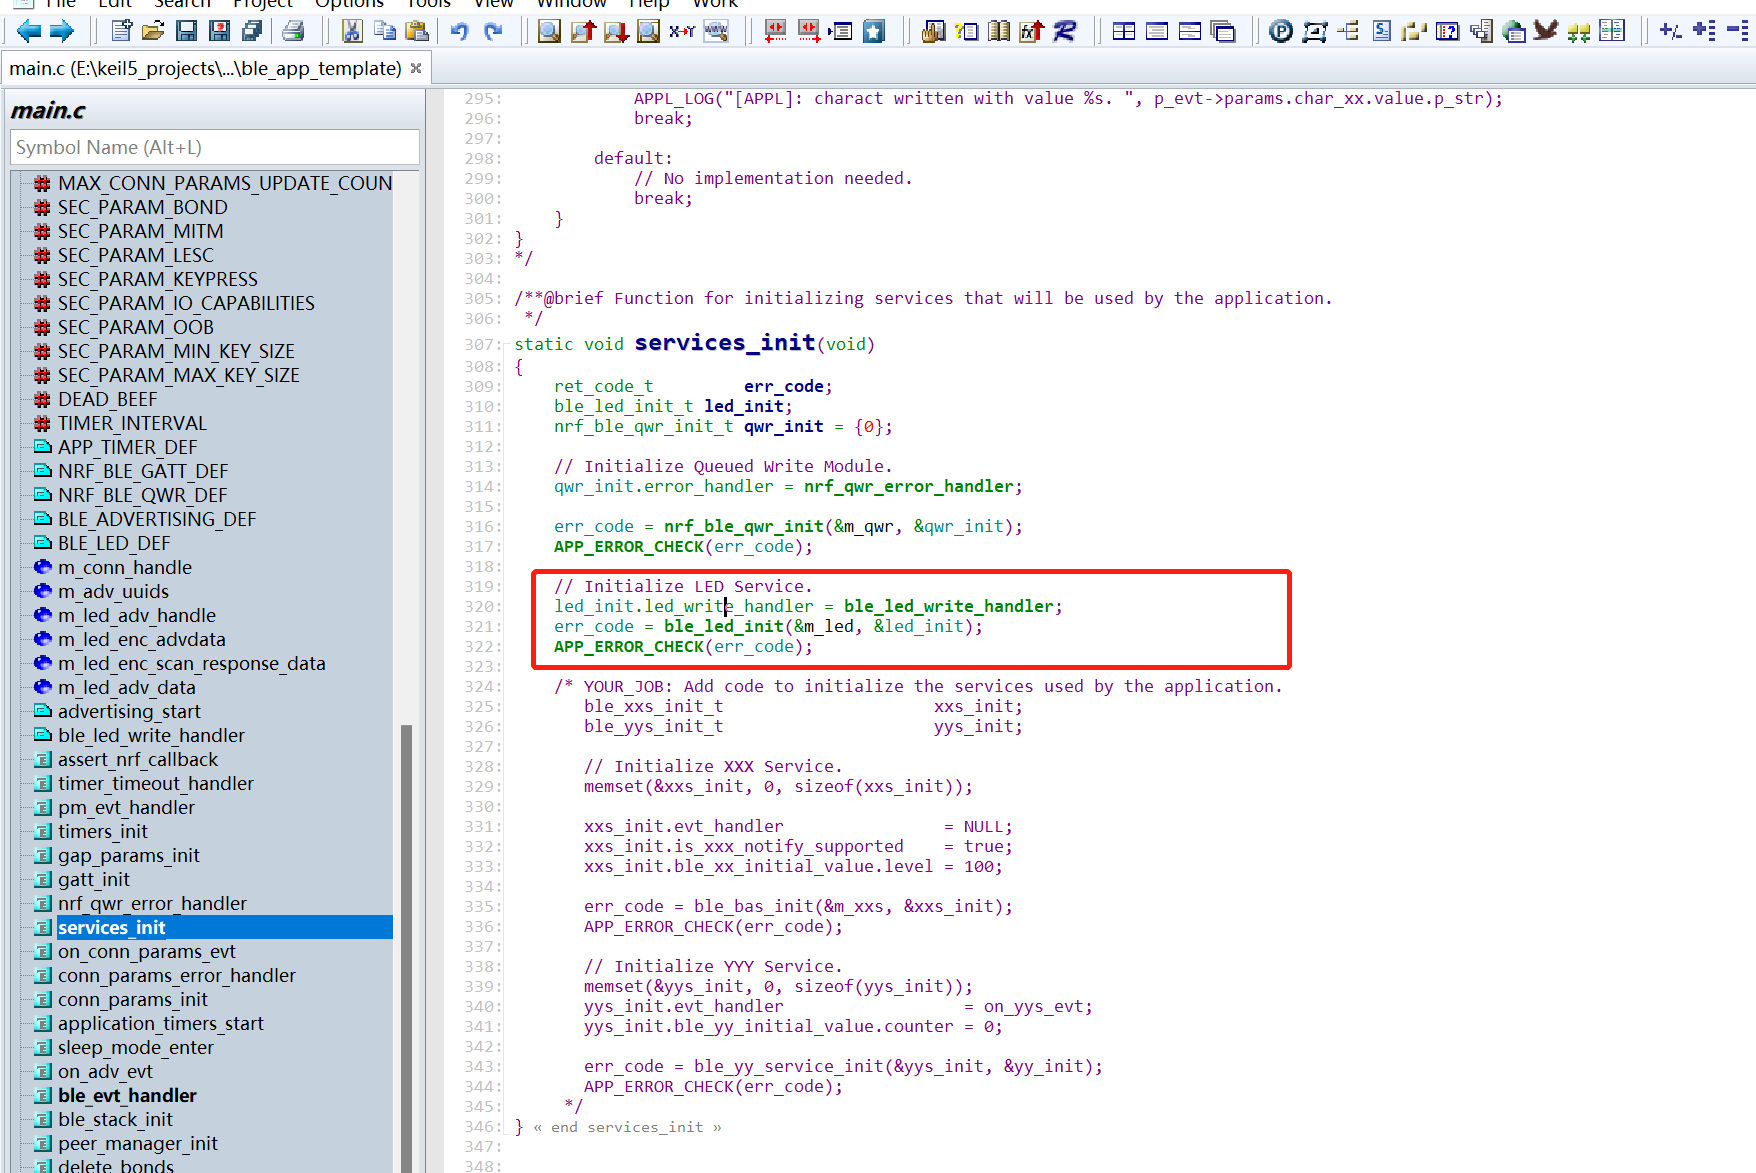 File Edit Search Project Options Tools View Window Help Work
main.c (E:\keil5_projects\...\ble_app_template)
main.c
Symbol Name (Alt+L)
MAX_CONN_PARAMS_UPDATE_COUN
SEC_PARAM_BOND
SEC_PARAM_MITM
SEC_PARAM_LESC
SEC_PARAM_KEYPRESS
SEC_PARAM_IO_CAPABILITIES
SEC_PARAM_OOB
SEC_PARAM_MIN_KEY_SIZE
SEC_PARAM_MAX_KEY_SIZE
DEAD_BEEF
TIMER_INTERVAL
APP_TIMER_DEF
NRF_BLE_GATT_DEF
NRF_BLE_QWR_DEF
BLE_ADVERTISING_DEF
BLE_LED_DEF
m_conn_handle
m_adv_uuids
m_led_adv_handle
m_led_enc_advdata
m_led_enc_scan_response_data
m_led_adv_data
advertising_start
ble_led_write_handler
assert_nrf_callback
timer_timeout_handler
pm_evt_handler
timers_init
gap_params_init
gatt_init
nrf_qwr_error_handler
services_init
on_conn_params_evt
conn_params_error_handler
conn_params_init
application_timers_start
sleep_mode_enter
on_adv_evt
ble_evt_handler
ble_stack_init
peer_manager_init
delete_bonds
295: APPL_LOG("[APPL]: charact written with value %s. ", p_evt->params.char_xx.value.p_str);
296: break;
297:
298: default:
299: // No implementation needed.
300: break;
301: }
302: }
303: */
304:
305: /**@brief Function for initializing services that will be used by the application.
306: */
307: static void services_init(void)
308: {
309: ret_code_t err_code;
310: ble_led_init_t led_init;
311: nrf_ble_qwr_init_t qwr_init = {0};
312:
313: // Initialize Queued Write Module.
314: qwr_init.error_handler = nrf_qwr_error_handler;
315:
316: err_code = nrf_ble_qwr_init(&m_qwr, &qwr_init);
317: APP_ERROR_CHECK(err_code);
318:
319: // Initialize LED Service.
320: led_init.led_write_handler = ble_led_write_handler;
321: err_code = ble_led_init(&m_led, &led_init);
322: APP_ERROR_CHECK(err_code);
323:
324: /* YOUR_JOB: Add code to initialize the services used by the application.
325: ble_xxs_init_t xxs_init;
326: ble_yys_init_t yys_init;
327:
328: // Initialize XXX Service.
329: memset(&xxs_init, 0, sizeof(xxs_init));
330:
331: xxs_init.evt_handler = NULL;
332: xxs_init.is_xxx_notify_supported = true;
333: xxs_init.ble_xx_initial_value.level = 100;
334:
335: err_code = ble_bas_init(&m_xxs, &xxs_init);
336: APP_ERROR_CHECK(err_code);
337:
338: // Initialize YYY Service.
339: memset(&yys_init, 0, sizeof(yys_init));
340: yys_init.evt_handler = on_yys_evt;
341: yys_init.ble_yy_initial_value.counter = 0;
342:
343: err_code = ble_yy_service_init(&yys_init, &yy_init);
344: APP_ERROR_CHECK(err_code);
345: */
346: } « end services_init »
347:
348: